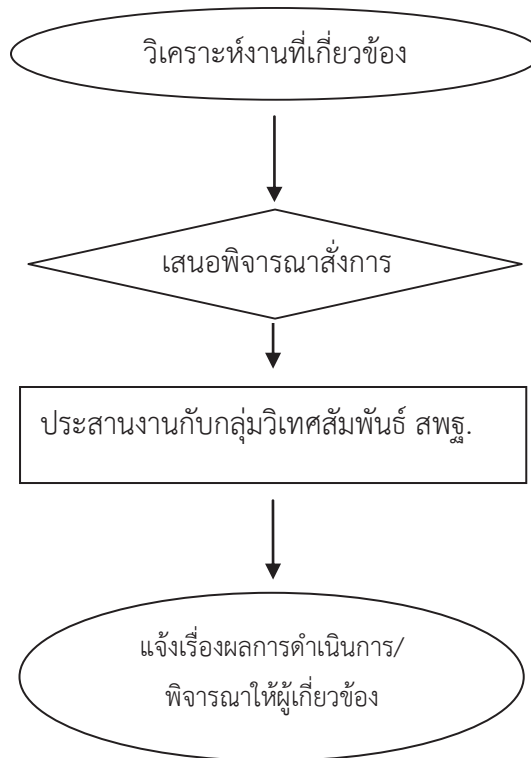 วิเคราะห์งานที่เกี่ยวข้อง
เสนอพิจารณาสั่งการ
ประสานงานกับกลุ่มวิเทศสัมพันธ์ สพฐ.
แจ้งเรื่องผลการดำเนินการ/
พิจารณาให้ผู้เกี่ยวข้อง